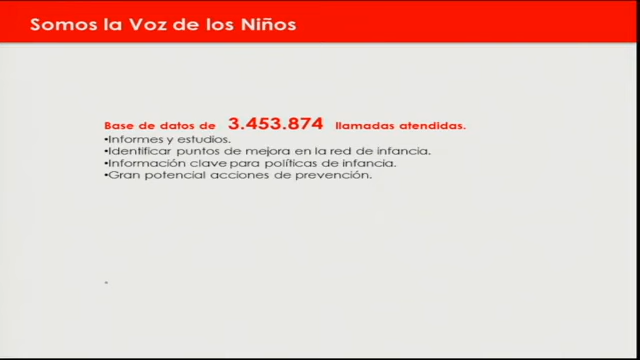 Somos la Voz de los Niños
Base de datos de 3.453.874 llamadas atendidas.
•Informes y estudios.
•Identificar puntos de mejora en la red de infancia.
•Información clave para políticas de infancia.
•Gran potencial acciones de prevención.